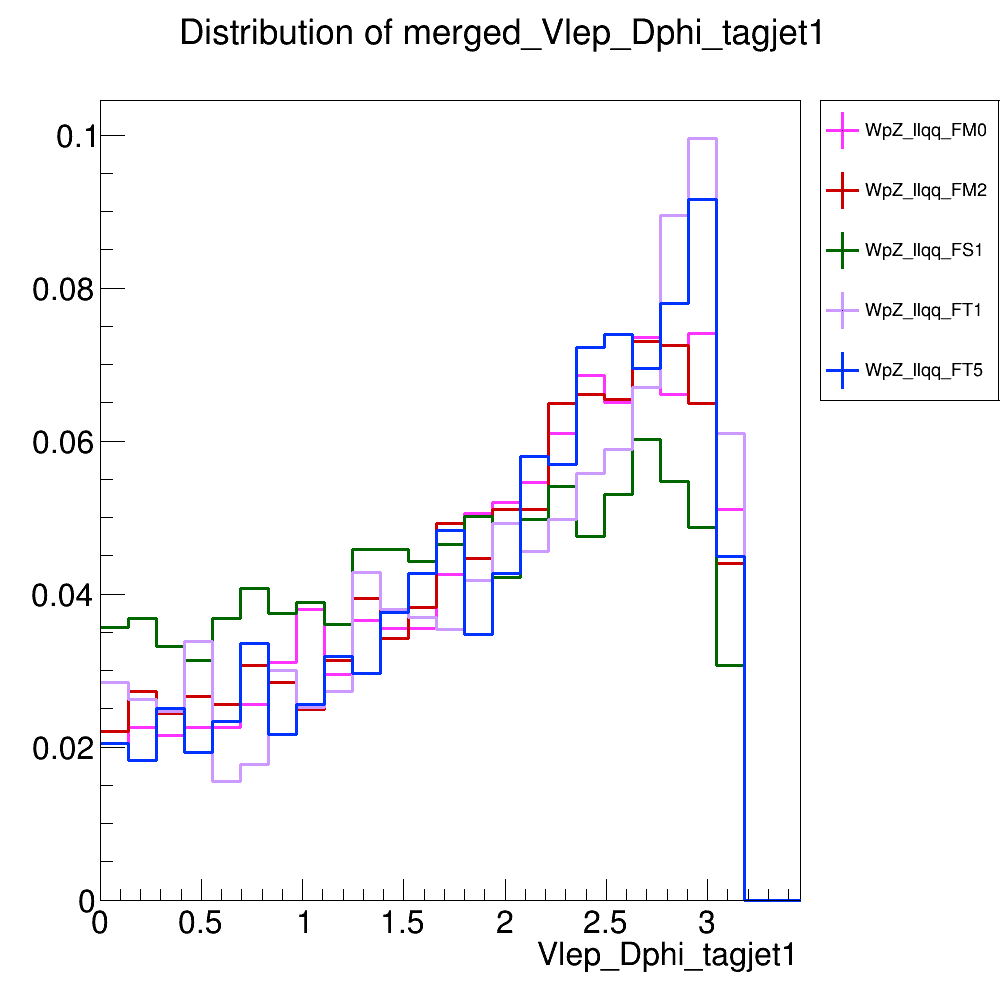 Distribution of merged_Vlep_Dphi_tagjet1
0.1
0.08
0.06
0.04
0.02
0
0 0.5 1 1.5 2 2.5 3
Vlep_Dphi_tagjet1
WpZ_llqq_FM0
WpZ_llqq_FM2
WpZ_llqq_FS1
WpZ_llqq_FT1
WpZ_llqq_FT5